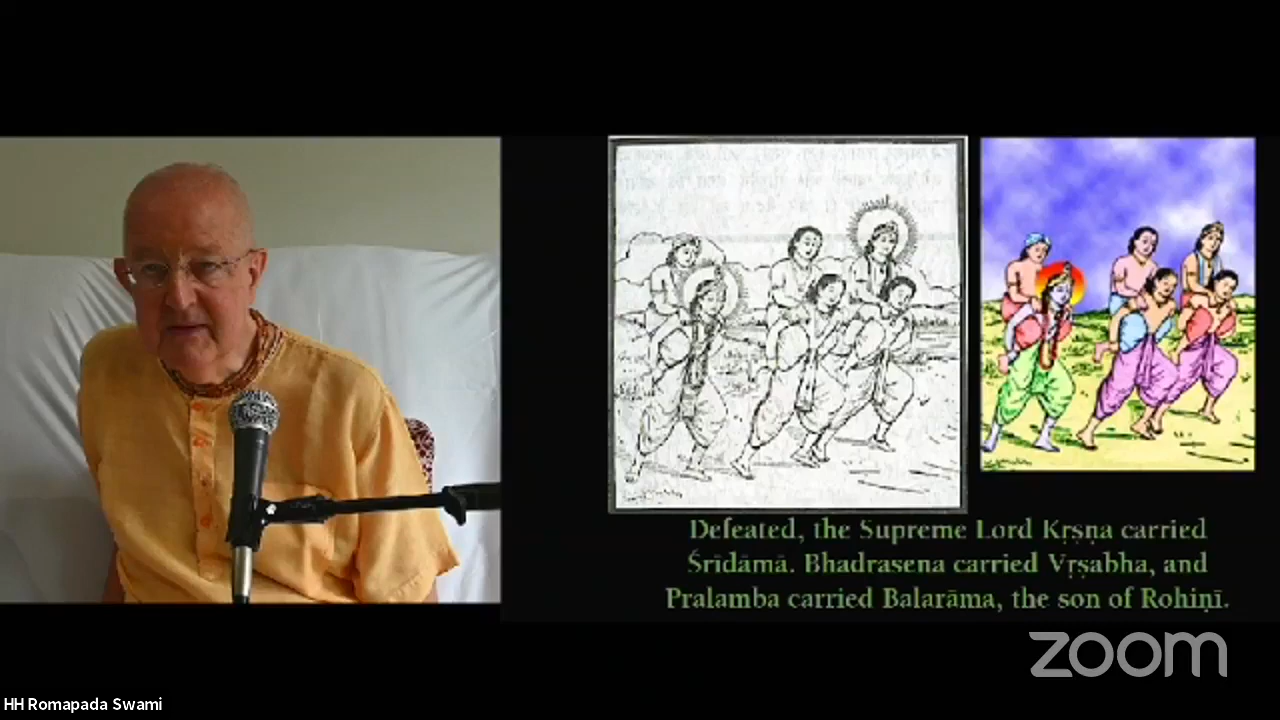 Defeated, the Supreme Lord Kṛṣṇa carried
Śrīdāmā. Bhadrasena carried Vṛṣabha, and
Pralamba carried Balarāma, the son of Rohiṇī.
zoom
HH Romapada Swami